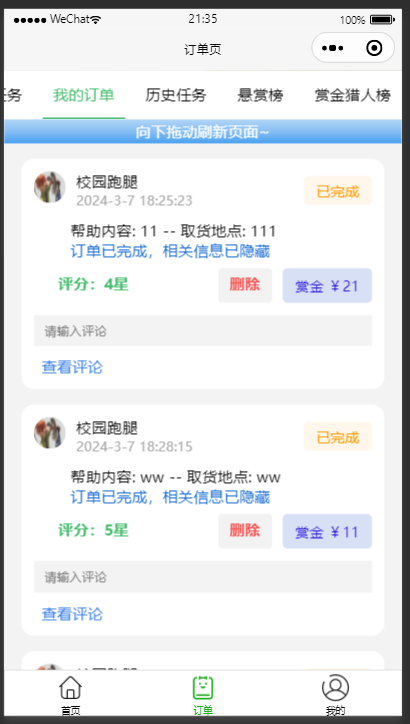 ●●●●● WeChat 21:35 100%
订单页
任务 我的订单 历史任务 悬赏榜 赏金猎人榜
向下拖动刷新页面~
校园跑腿
2024-3-7 18:25:23
已完成
帮助内容: 11 -- 取货地点: 111
订单已完成，相关信息已隐藏
评分：4星 删除 赏金 ￥21
请输入评论
查看评论
校园跑腿
2024-3-7 18:28:15
已完成
帮助内容: ww -- 取货地点: ww
订单已完成，相关信息已隐藏
评分：5星 删除 赏金 ￥11
请输入评论
查看评论
校园跑腿
首页 订单 我的